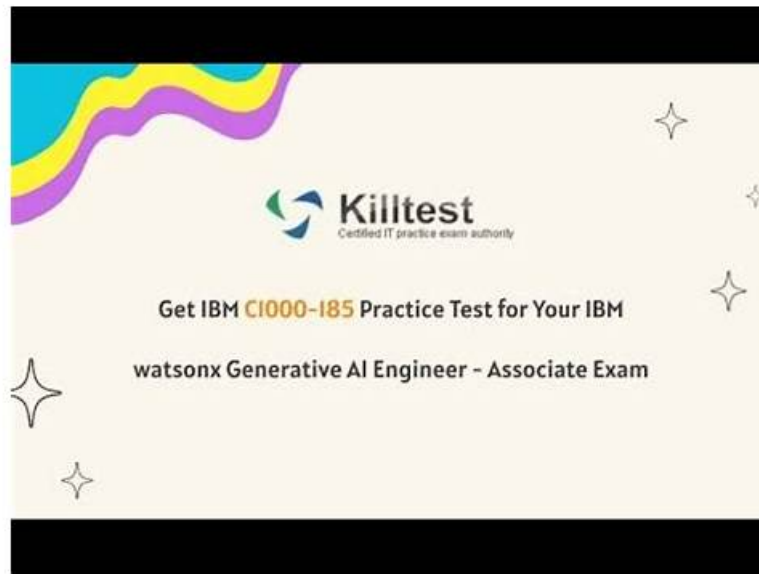 Killtest
Certified IT practice exam authority
Get IBM C1000-185 Practice Test for Your IBM
watsonx Generative AI Engineer - Associate Exam